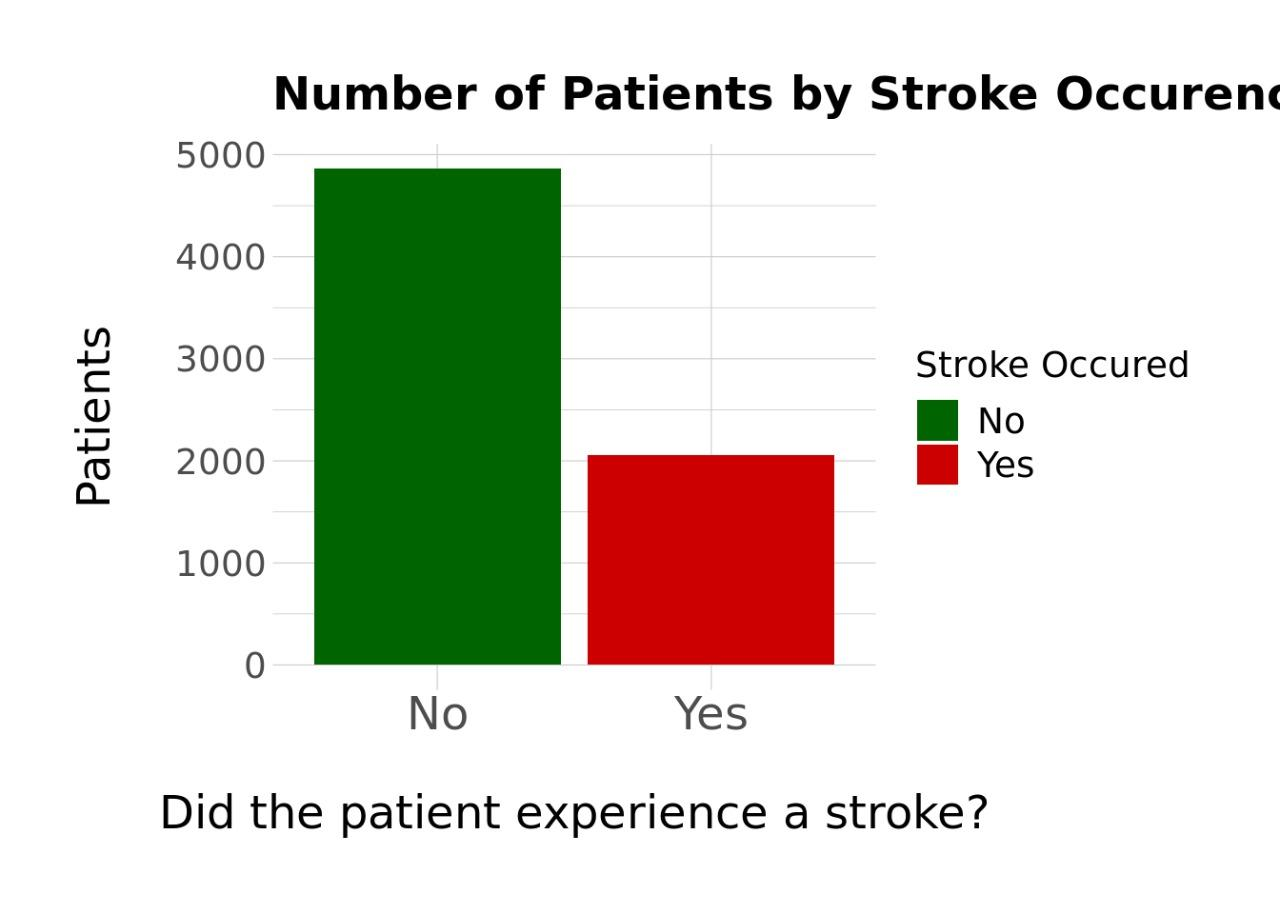 Number of Patients by Stroke Occurenc
5000
4000
3000
2000
1000
0
Patients
No
Yes
Did the patient experience a stroke?
Stroke Occured
No
Yes